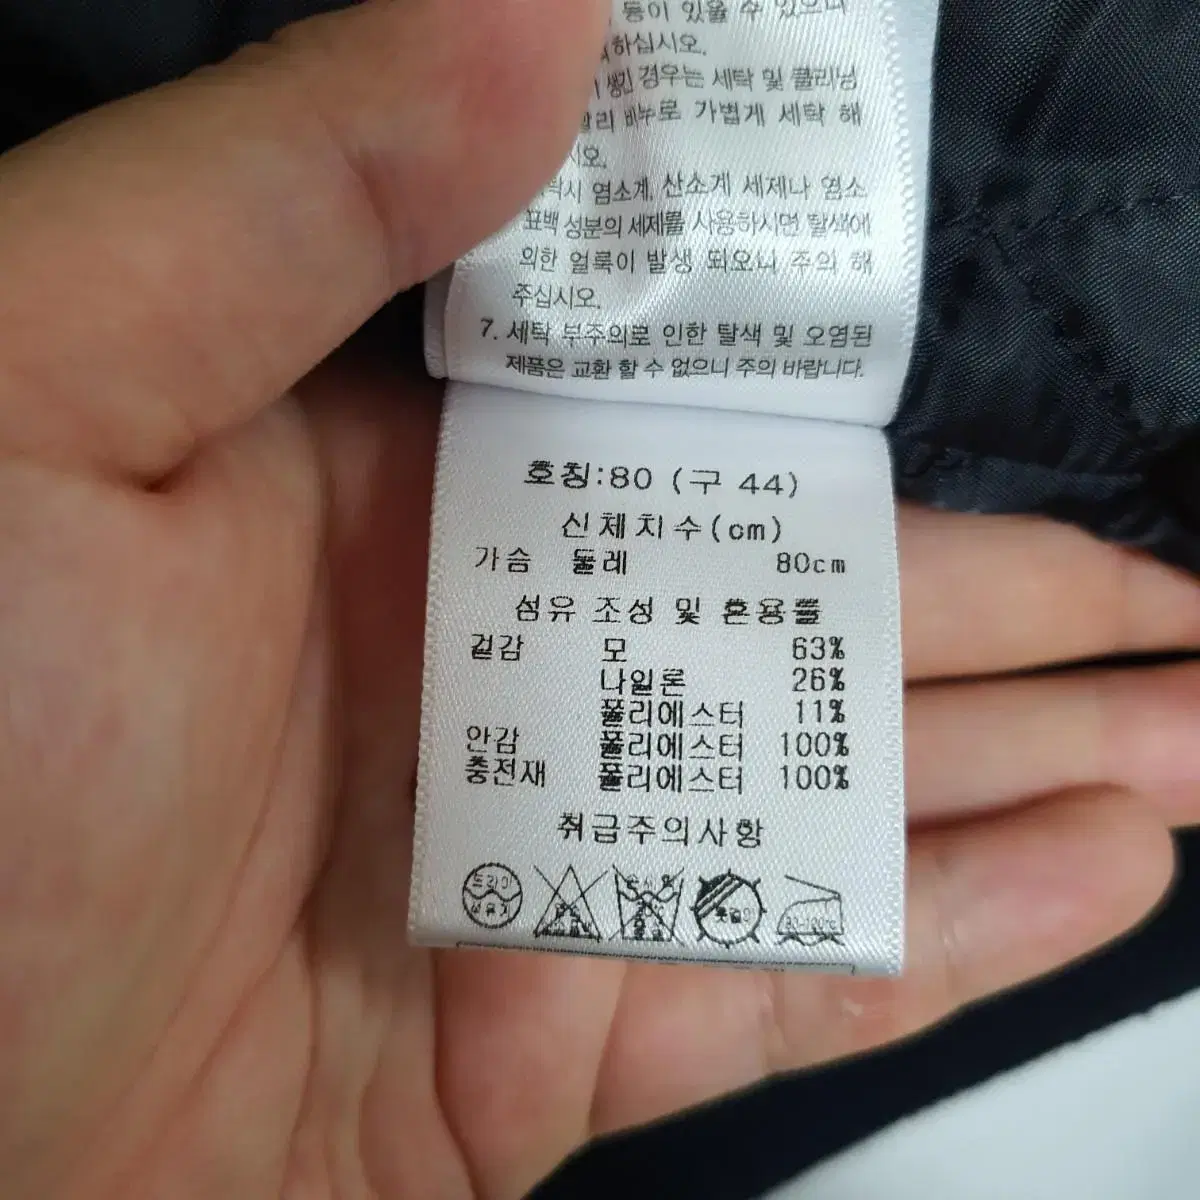 등이 있을 수 있으니
하십시오.
경우는 세탁 및 클리닝
비누로 가볍게 세탁 해
시오.
염소계, 산소계 세제나 염소
표백 성분의 세제를 사용하시면 탈색에
의한 얼룩이 발생 되오니 주의 해
주십시오.
7. 세탁 부주의로 인한 탈색 및 오염된
제품은 교환 할 수 없으니 주의 바랍니다.
호칭:80 (구 44)
신체치수(cm)
가슴 둘레 80cm
섬유 조성 및 혼용률
겉감 모 63%
나일론 26%
폴리에스터 11%
안감 폴리에스터 100%
충전재 폴리에스터 100%
취급주의사항
드라이
석유계